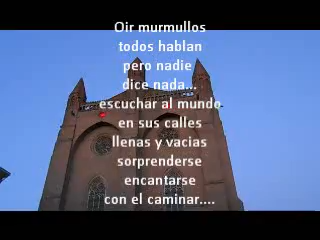 Oir murmullos
todos hablan
pero nadie
dice nada...
escuchar al mundo
en sus calles
llenas y vacias
sorprenderse
encantarse
con el caminar....